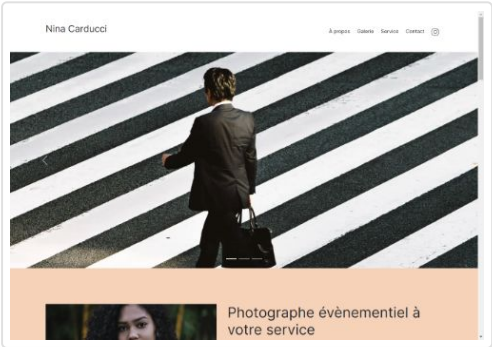 Nina Carducci
À propos Galerie Service Contact
Photographe évènementiel à
votre service